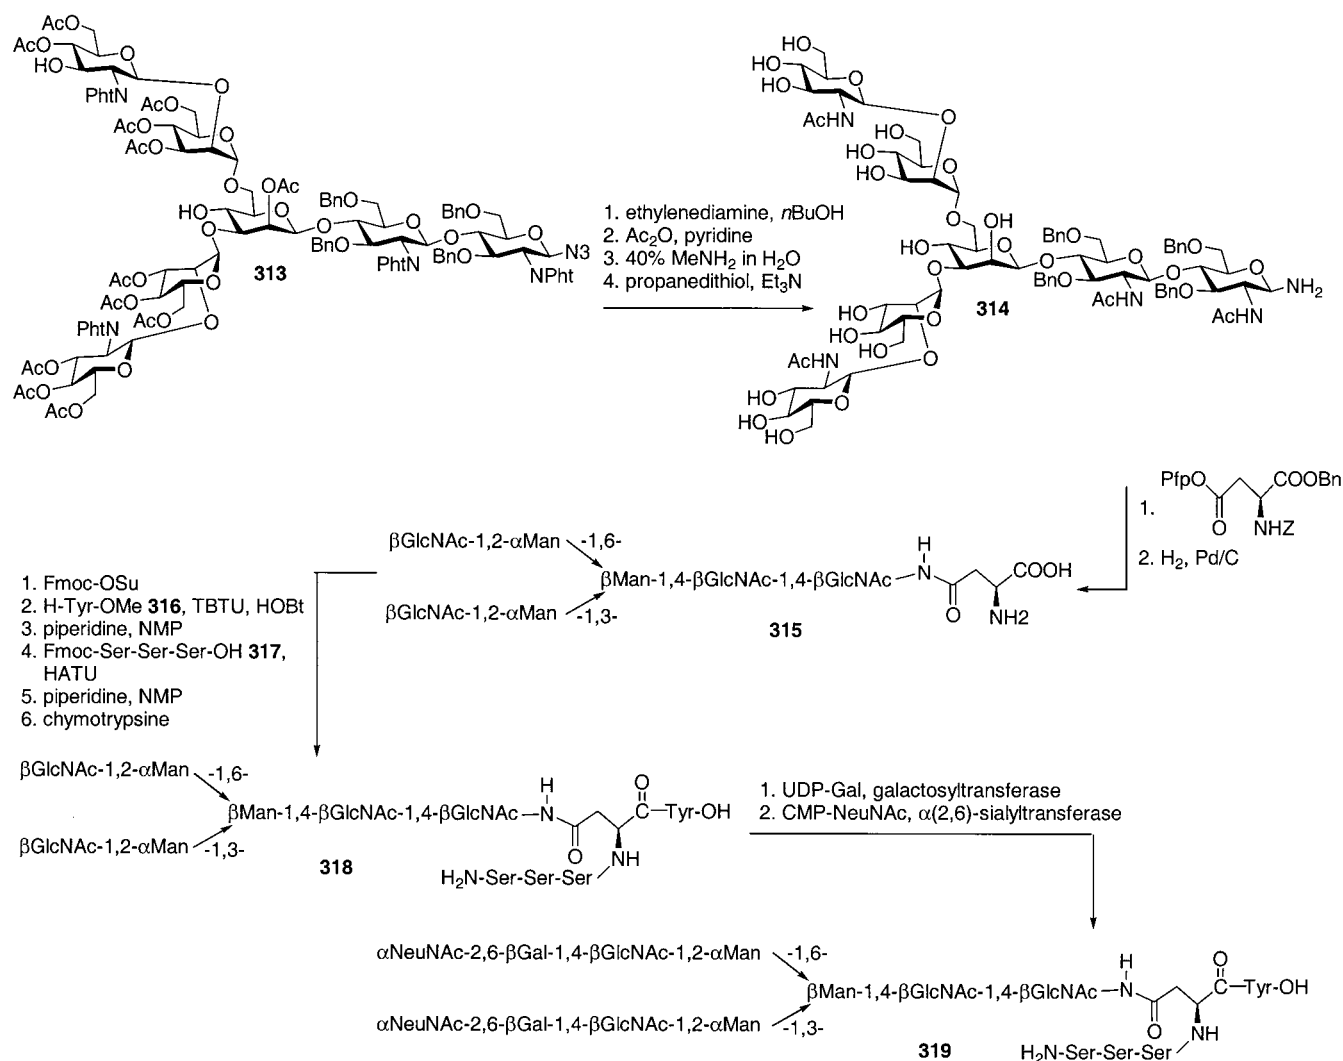 AcO
AcO
HO
O
O
PhtN
AcO
AcO
AcO
O
O
O
OAc
HO
O
O
O
313
BnO
O
BnO
PhtN
O
BnO
O
BnO
N3
NPht
AcO
AcO
AcO
O
O
PhtN
AcO
AcO
AcO
O
1. ethylenediamine, nBuOH
2. Ac2O, pyridine
3. 40% MeNH2 in H2O
4. propanedithiol, Et3N
HO
HO
HO
O
O
AcHN
HO
HO
HO
O
O
O
OH
HO
O
O
O
314
BnO
O
BnO
AcHN
O
BnO
O
BnO
NH2
AcHN
HO
HO
HO
O
O
AcHN
HO
HO
HO
O
PfpO
COOBn
O
NHZ
1.
2. H2, Pd/C
βGlcNAc-1,2-αMan -1,6-
βMan-1,4-βGlcNAc-1,4-βGlcNAc
H
N
COOH
O
NH2
βGlcNAc-1,2-αMan -1,3-
315
1. Fmoc-OSu
2. H-Tyr-OMe 316, TBTU, HOBt
3. piperidine, NMP
4. Fmoc-Ser-Ser-Ser-OH 317,
HATU
5. piperidine, NMP
6. chymotrypsine
βGlcNAc-1,2-αMan -1,6-
βMan-1,4-βGlcNAc-1,4-βGlcNAc
H
N
O
C
Tyr-OH
O
NH
H2N-Ser-Ser-Ser
βGlcNAc-1,2-αMan -1,3-
318
1. UDP-Gal, galactosyltransferase
2. CMP-NeuNAc, α(2,6)-sialyltransferase
αNeuNAc-2,6-βGal-1,4-βGlcNAc-1,2-αMan -1,6-
βMan-1,4-βGlcNAc-1,4-βGlcNAc
H
N
O
C
Tyr-OH
O
NH
αNeuNAc-2,6-βGal-1,4-βGlcNAc-1,2-αMan -1,3-
319
H2N-Ser-Ser-Ser